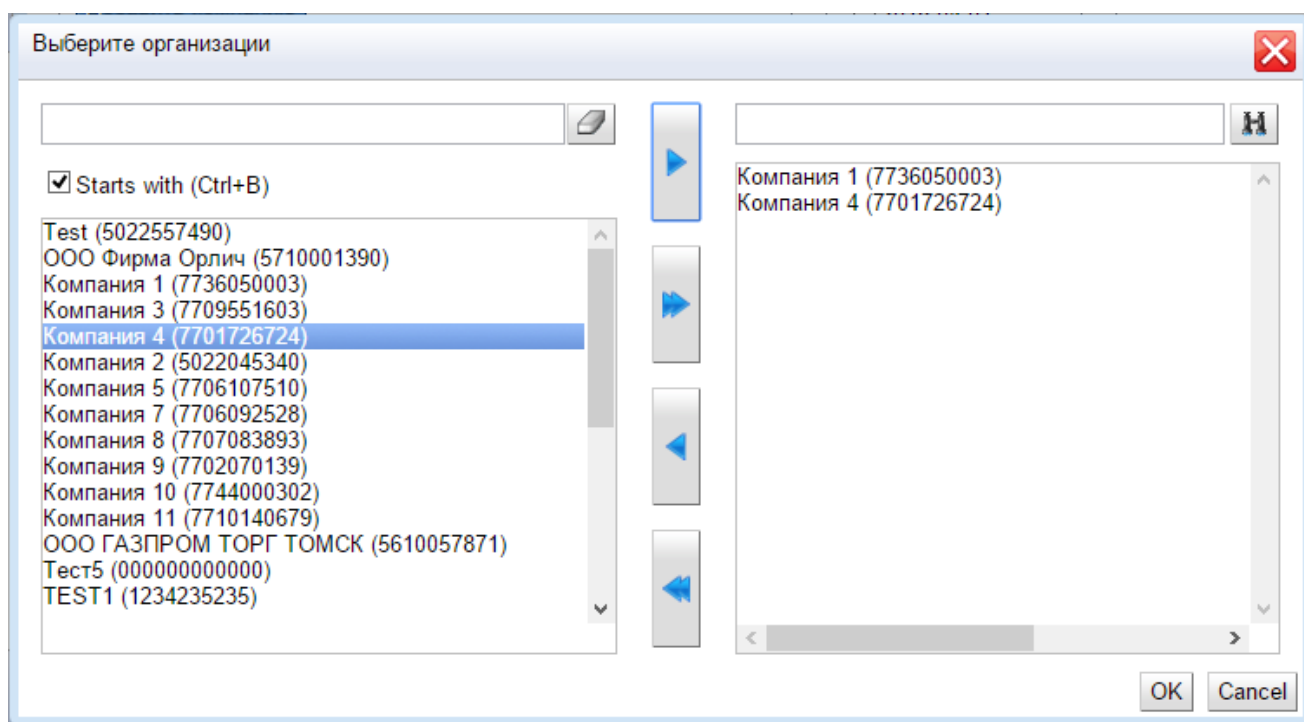 Выберите организации
Starts with (Ctrl+B)
Test (5022557490)
ООО Фирма Орлич (5710001390)
Компания 1 (7736050003)
Компания 3 (7709551603)
Компания 4 (7701726724)
Компания 2 (5022045340)
Компания 5 (7706107510)
Компания 7 (7706092528)
Компания 8 (7707083893)
Компания 9 (7702070139)
Компания 10 (7744000302)
Компания 11 (7710140679)
ООО ГАЗПРОМ ТОРГ ТОМСК (5610057871)
Тест5 (000000000000)
TEST1 (1234235235)
Компания 1 (7736050003)
Компания 4 (7701726724)
OK
Cancel